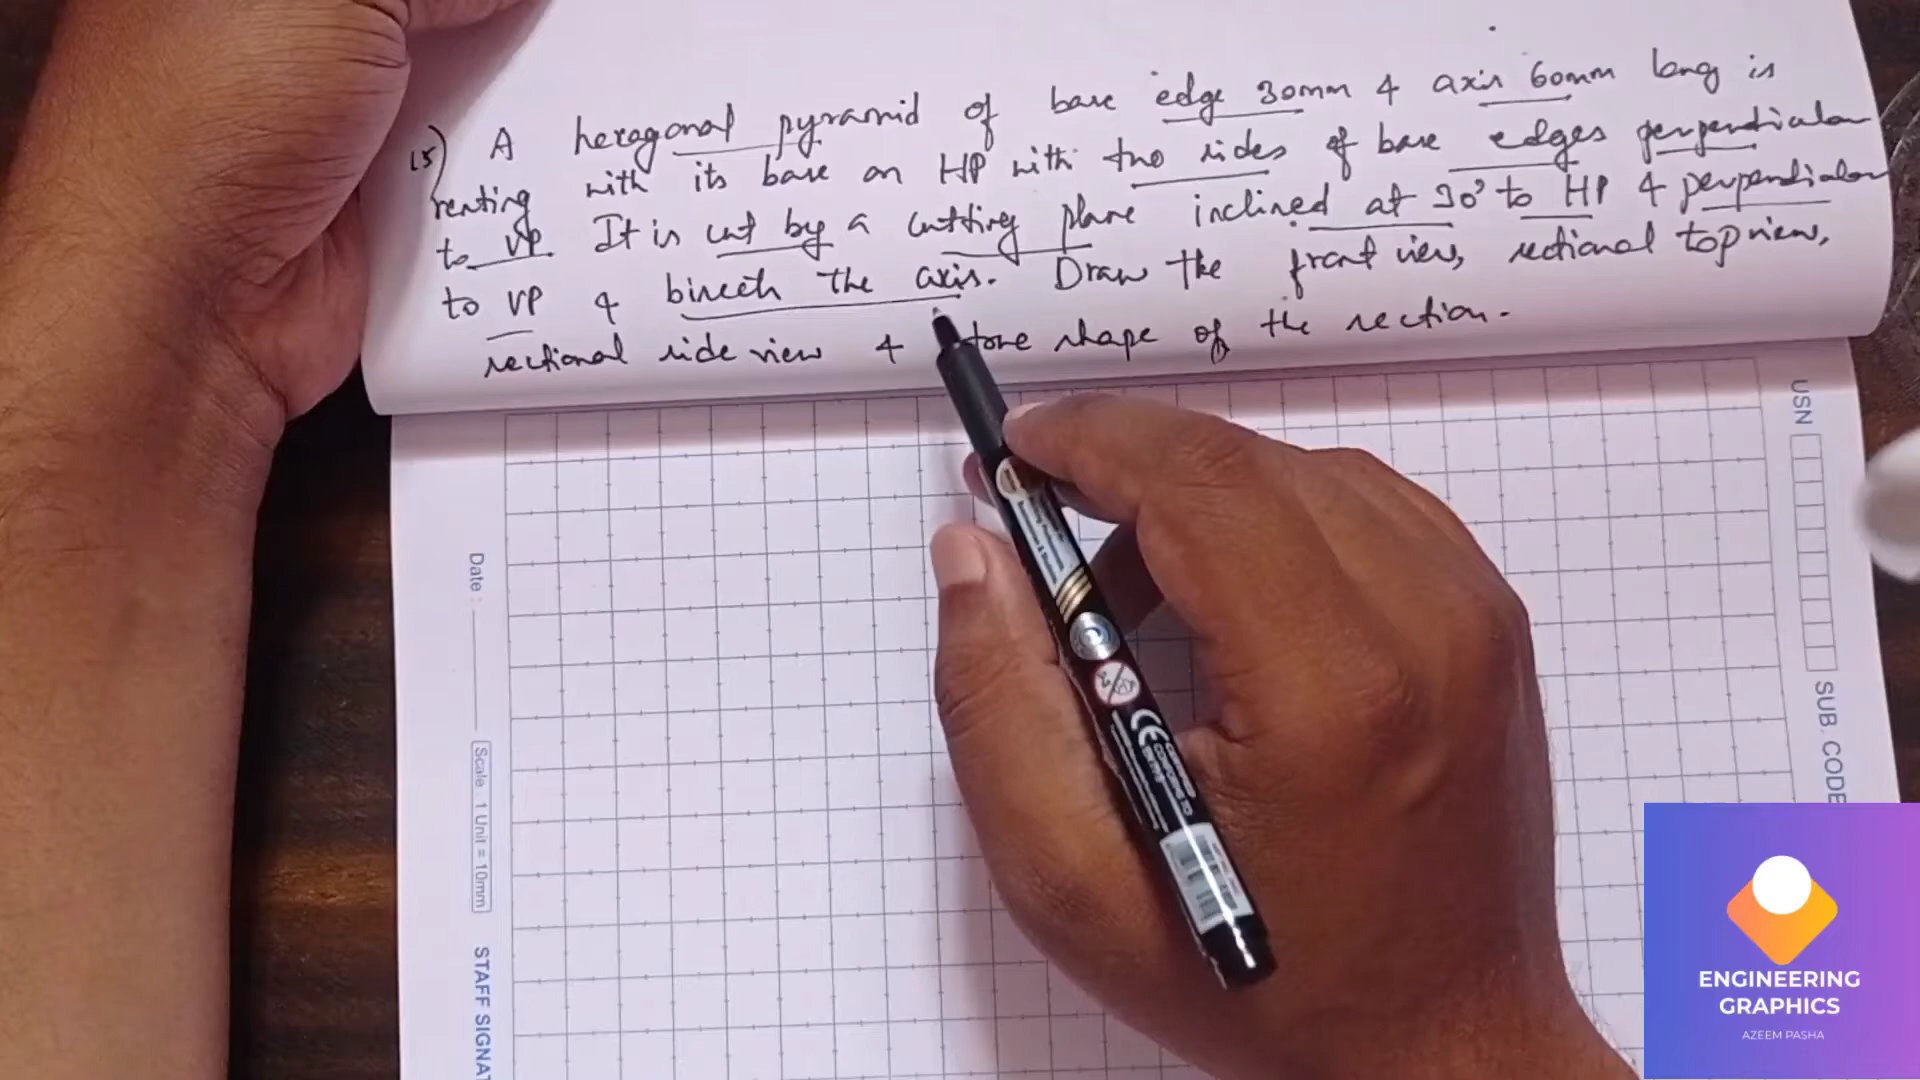 15) A hexagonal pyramid of base edge 30mm & axis 60mm long is
resting with its base on HP with two sides of base edges perpendicular
to VP. It is cut by a cutting plane inclined at 30° to HP & perpendicular
to VP & bisects the axis. Draw the front view, sectional top view,
sectional side view & shape of the section.
Date :
Scale : 1 Unit = 10mm
STAFF SIGNAT
USN
SUB. CODE
CE
ENGINEERING
GRAPHICS
AZEEM PASHA